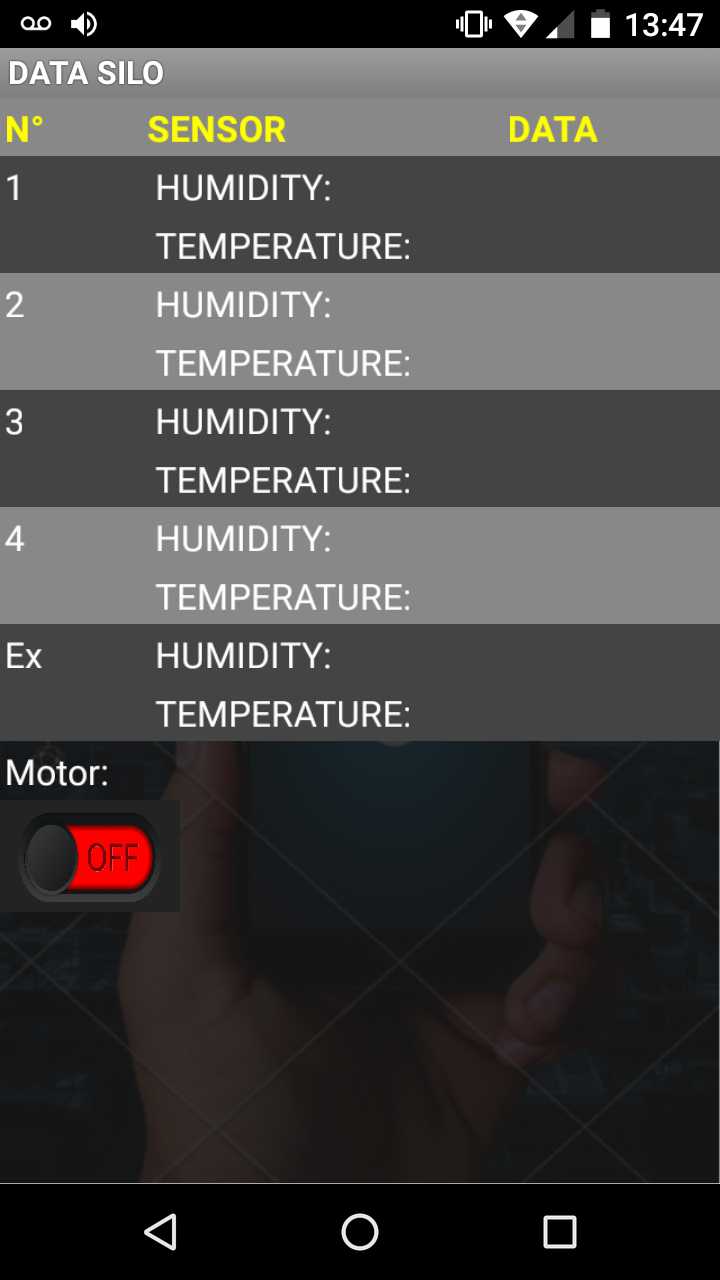 13:47
DATA SILO
N° SENSOR DATA
1 HUMIDITY:
TEMPERATURE:
2 HUMIDITY:
TEMPERATURE:
3 HUMIDITY:
TEMPERATURE:
4 HUMIDITY:
TEMPERATURE:
Ex HUMIDITY:
TEMPERATURE:
Motor:
OFF